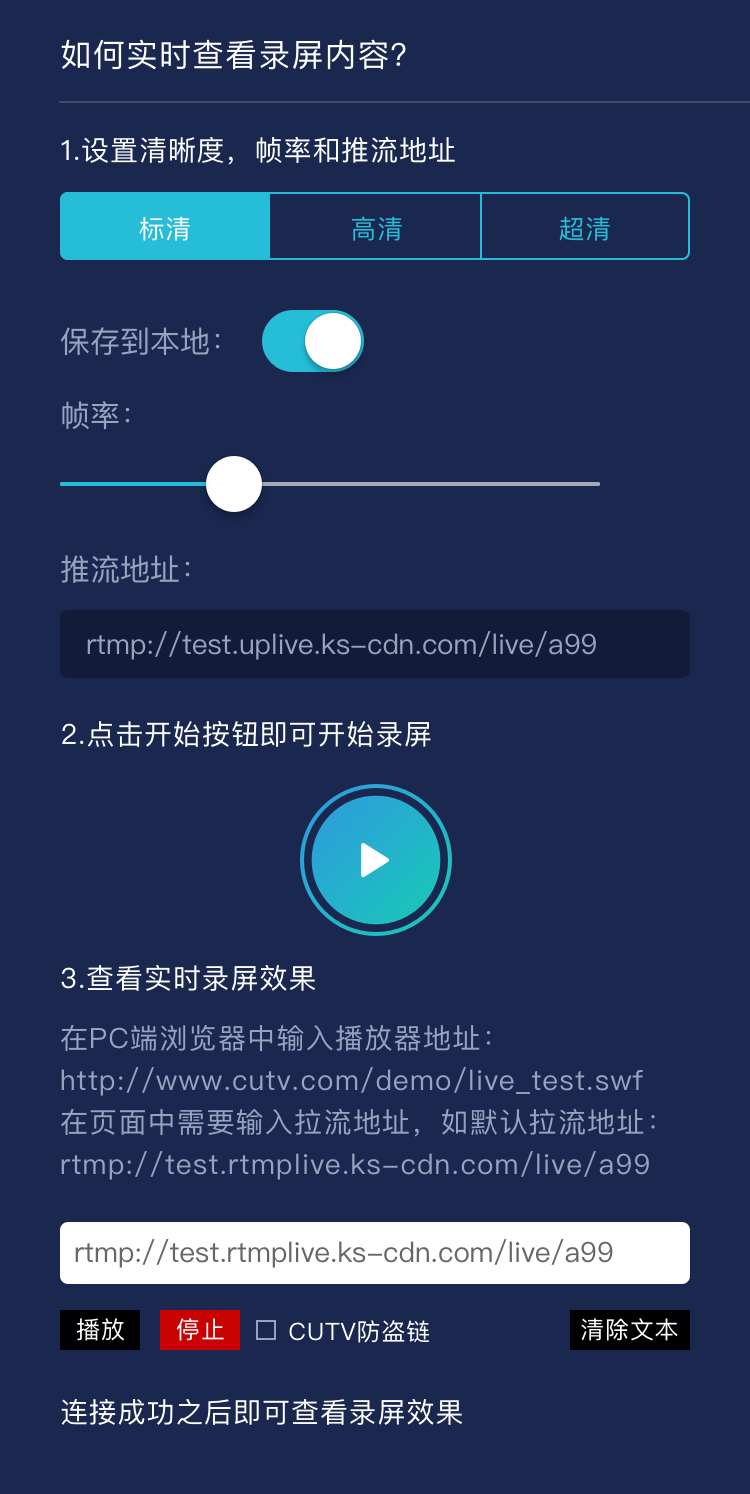 如何实时查看录屏内容?
1.设置清晰度，帧率和推流地址
标清 高清 超清
保存到本地：
帧率：
推流地址：
rtmp://test.uplive.ks-cdn.com/live/a99
2.点击开始按钮即可开始录屏
3.查看实时录屏效果
在PC端浏览器中输入播放器地址：
http://www.cutv.com/demo/live_test.swf
在页面中需要输入拉流地址，如默认拉流地址：
rtmp://test.rtmplive.ks-cdn.com/live/a99
rtmp://test.rtmplive.ks-cdn.com/live/a99
播放 停止 CUTV防盗链 清除文本
连接成功之后即可查看录屏效果